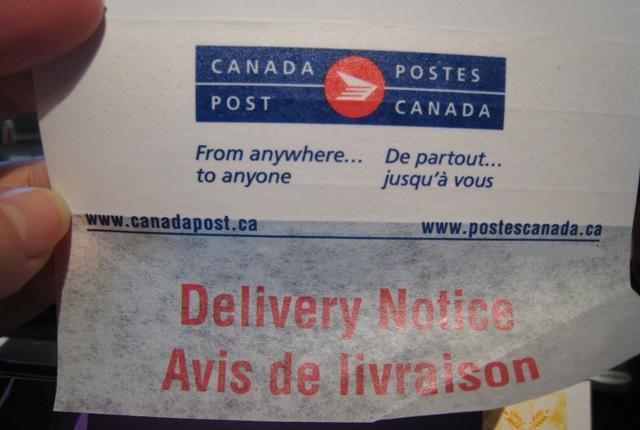 CANADA POSTES
POST CANADA
From anywhere...
to anyone
De partout...
jusqu'à vous
www.canadapost.ca
www.postescanada.ca
Delivery Notice
Avis de livraison